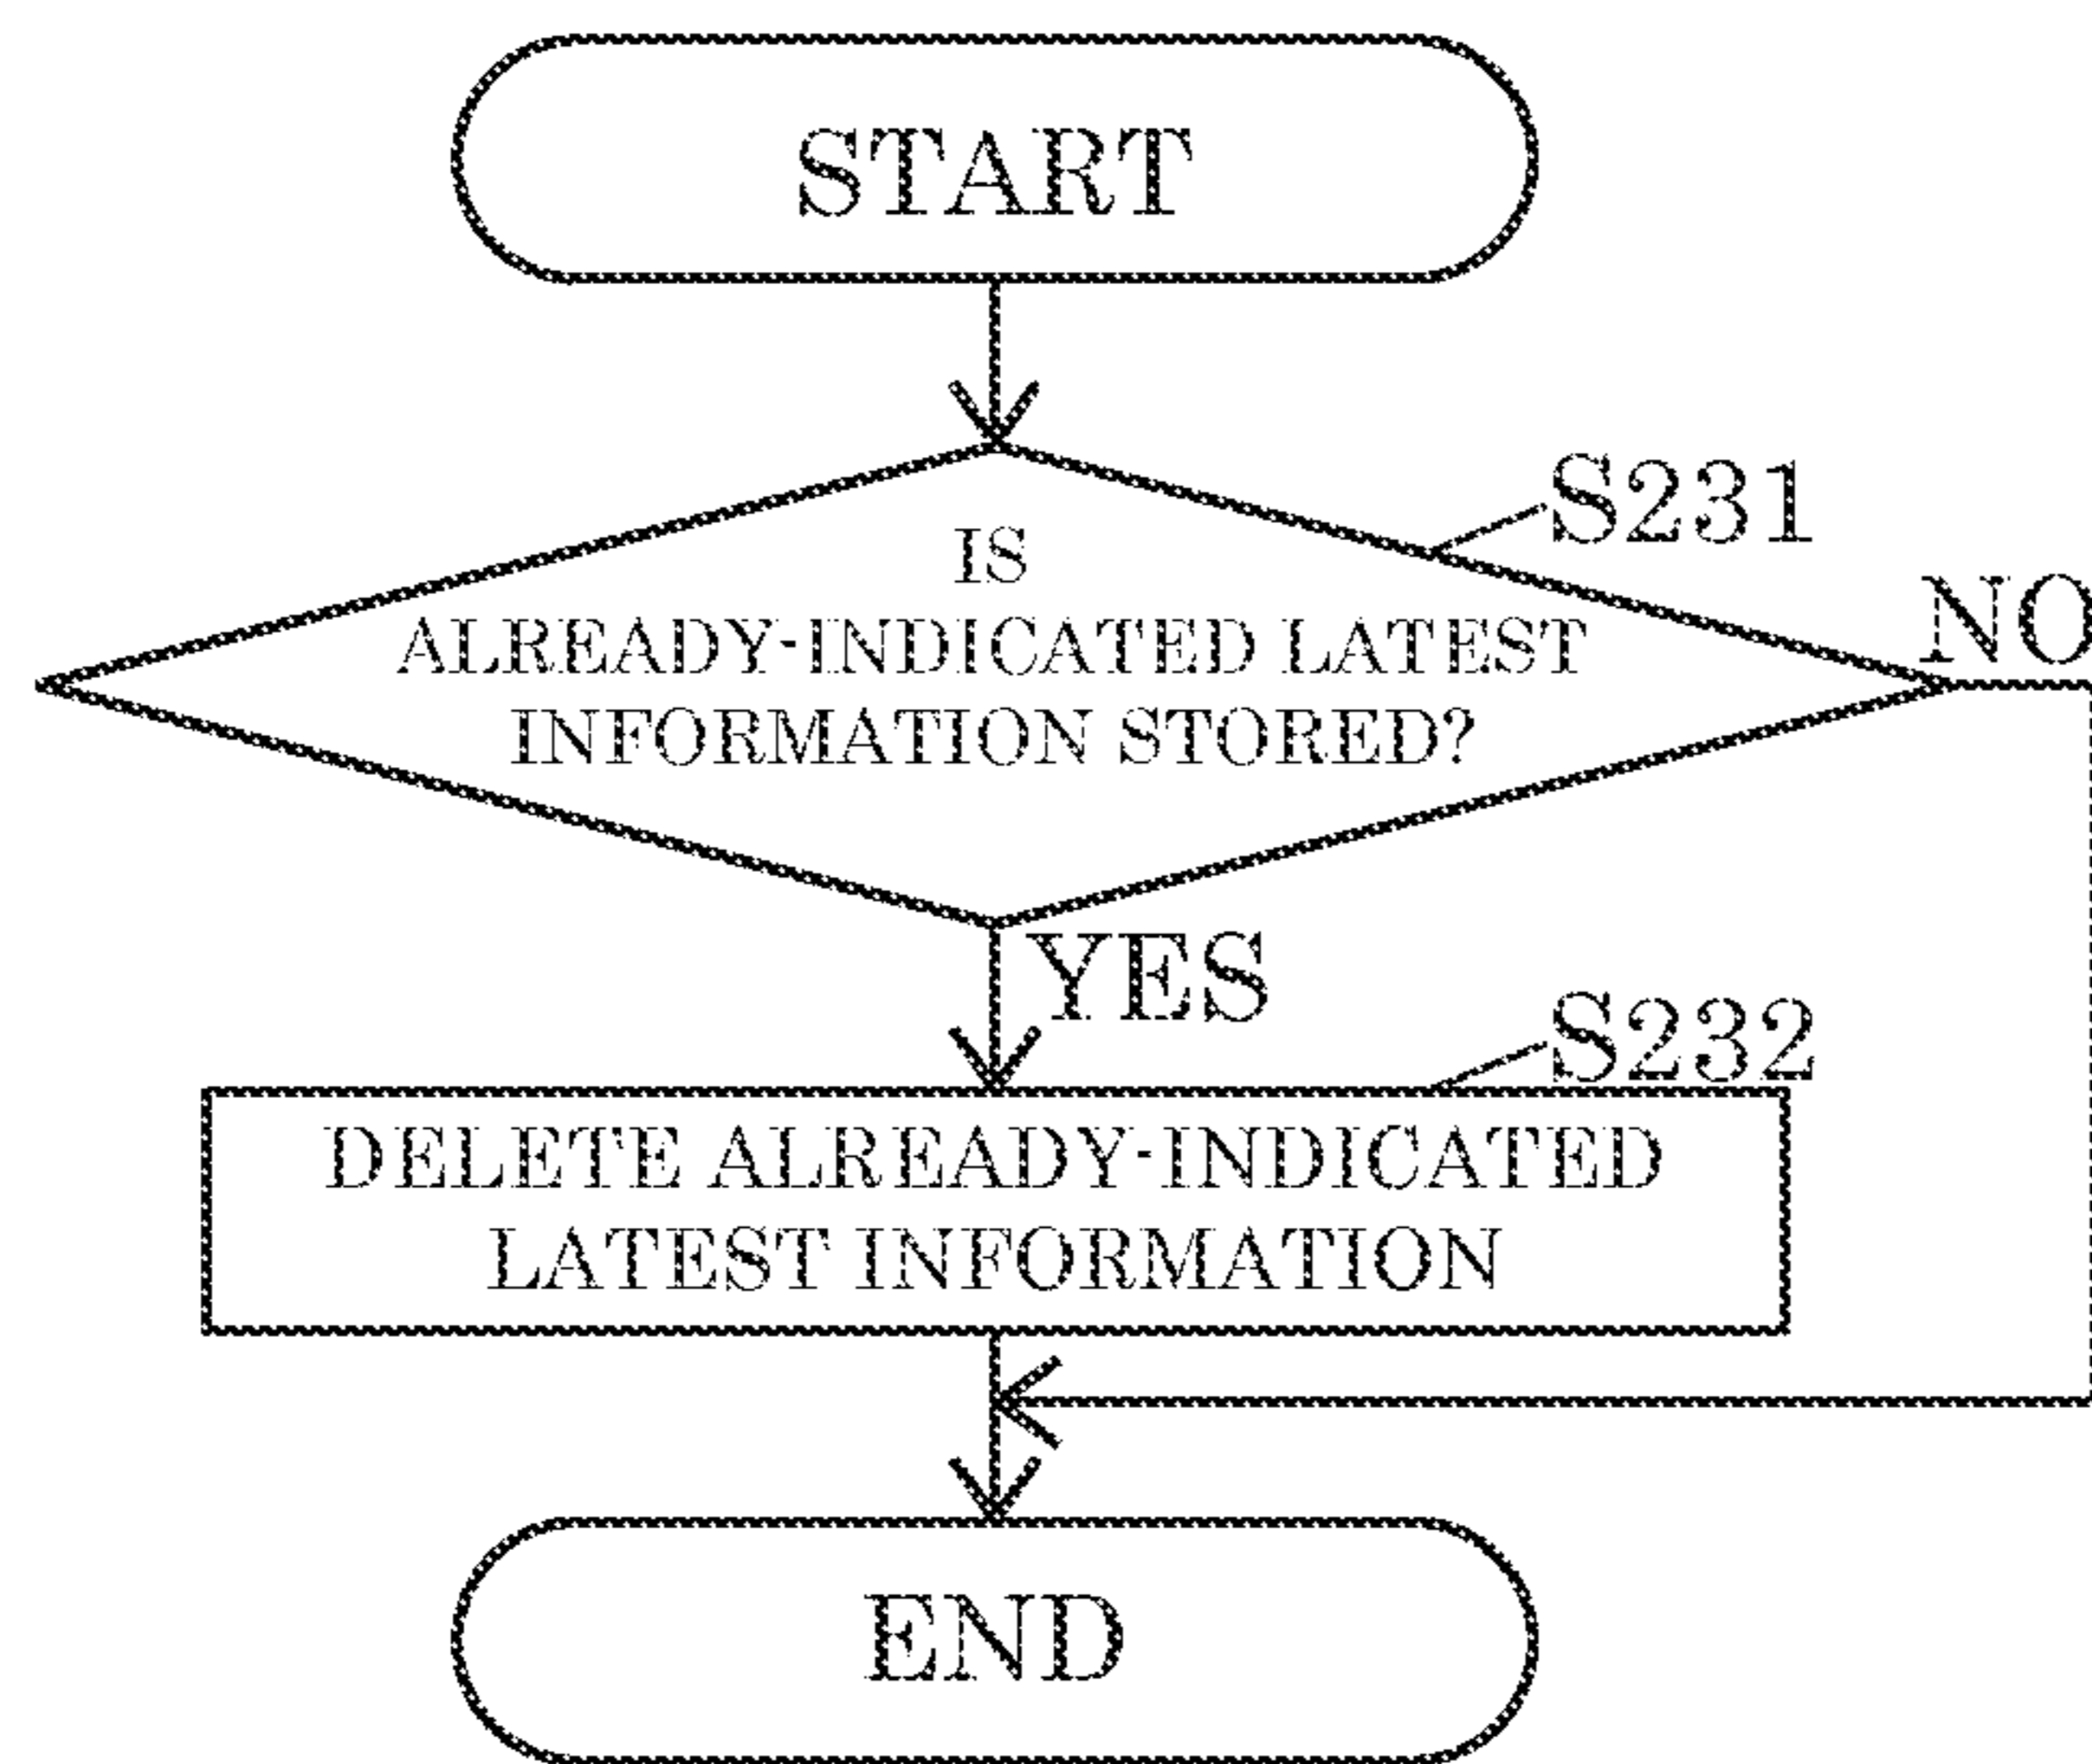 START
S231
IS
ALREADY-INDICATED LATEST
INFORMATION STORED?
NO
YES
S232
DELETE ALREADY-INDICATED
LATEST INFORMATION
END